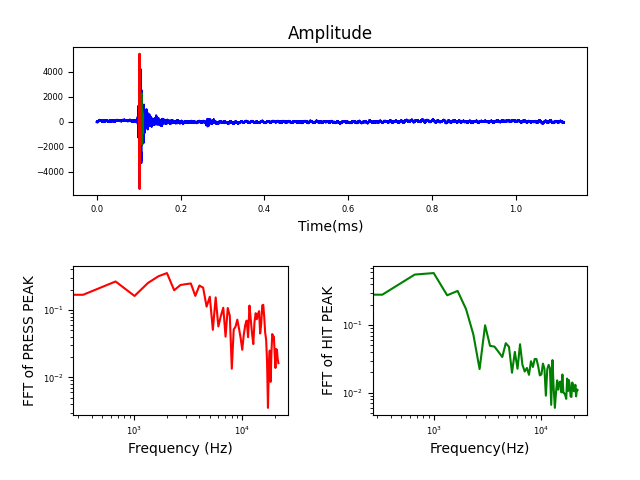 Amplitude
4000
2000
0
−2000
−4000
0.0 0.2 0.4 0.6 0.8 1.0
Time(ms)
FFT of PRESS PEAK
10⁻¹
10⁻²
10³ 10⁴
Frequency (Hz)
FFT of HIT PEAK
10⁻¹
10⁻²
10³ 10⁴
Frequency(Hz)